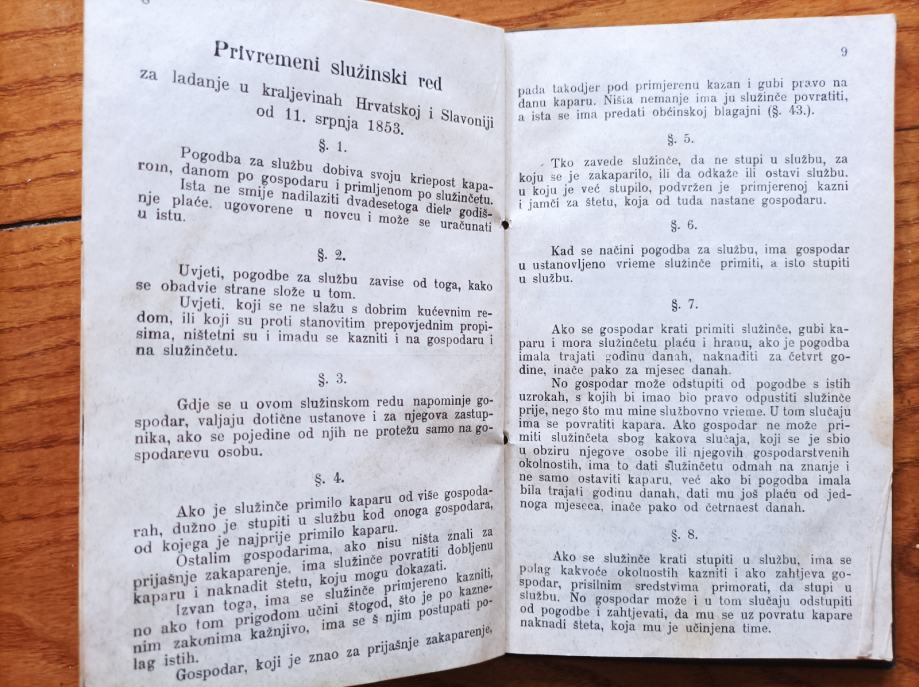 Privremeni služinski red
za ladanje u kraljevinah Hrvatskoj i Slavoniji
od 11. srpnja 1853.
§. 1.
Pogodba za službu dobiva svoju kriepost kapa-
rom, danom po gospodaru i primljenom po služinčetu.
Ista ne smije nadilaziti dvadesetoga diela godiš-
nje plaće. ugovorene u novcu i može se uračunati
u istu.
§. 2.
Uvjeti, pogodbe za službu zavise od toga, kako
se obadvie strane slože u tom.
Uvjeti, koji se ne slažu s dobrim kućevnim re-
dom, ili koji su proti stanovitim prepovjednim propi-
sima, ništetni su i imadu se kazniti i na gospodaru i
na služinčetu.
§. 3.
Gdje se u ovom služinskom redu napominje go-
spodar, valjaju dotične ustanove i za njegova zastup-
nika, ako se pojedine od njih ne protežu samo na go-
spodarevu osobu.
§. 4.
Ako je služinče primilo kaparu od više gospoda-
rah, dužno je stupiti u službu kod onoga gospodara,
od kojega je najprije primilo kaparu.
Ostalim gospodarima, ako nisu ništa znali za
prijašnje zakaparenje. ima služinče povratiti dobljenu
kaparu i naknadit štetu, koju mogu dokazati.
Izvan toga, ima se služinče primjereno kazniti,
no ako tom prigodom učini štogod, što je po kazne-
nim zakonima kažnjivo, ima se š njim postupati po-
lag istih.
Gospodar, koji je znao za prijašnje zakaparenje,
9
pada takodjer pod primjerenu kazan i gubi pravo na
danu kaparu. Ništa nemanje ima ju služinče povratiti,
a ista se ima predati občinskoj blagajni (§. 43.).
§. 5.
Tko zavede služinče, da ne stupi u službu, za
koju se je zakaparilo, ili da odkaže ili ostavi službu.
u koju je već stupilo, podvržen je primjerenoj kazni
i jamči za štetu, koja od tuda nastane gospodaru.
§. 6.
Kad se načini pogodba za službu, ima gospodar
u ustanovljeno vrieme služinče primiti, a isto stupiti
u službu.
§. 7.
Ako se gospodar krati primiti služinče, gubi ka-
paru i mora služinčetu plaću i hranu, ako je pogodba
imala trajati godinu danah, naknaditi za četvrt go-
dine, inače pako za mjesec danah.
No gospodar može odstupiti od pogodbe s istih
uzrokah, s kojih bi imao bio pravo odpustiti služinče
prije, nego što mu mine službovno vrieme. U tom slučaju
ima se povratiti kapara. Ako gospodar ne može pri-
miti služinčeta sbog kakova slučaja, koji se je sbio
u obziru njegove osobe ili njegovih gospodarstvenih
okolnostih, ima to dati služinčetu odmah na znanje i
ne samo ostaviti kaparu, već ako bi pogodba imala
bila trajati godinu danah, dati mu još plaću od jed-
noga mjeseca, inače pako od četrnaest danah.
§. 8.
Ako se služinče krati stupiti u službu, ima se
polag kakvoće okolnostih kazniti i ako zahtjeva go-
spodar, prisilnim sredstvima primorati, da stupi u
službu. No gospodar može i u tom slučaju odstupiti
od pogodbe i zahtjevati, da mu se uz povratu kapare
naknadi šteta, koja mu je učinjena time.